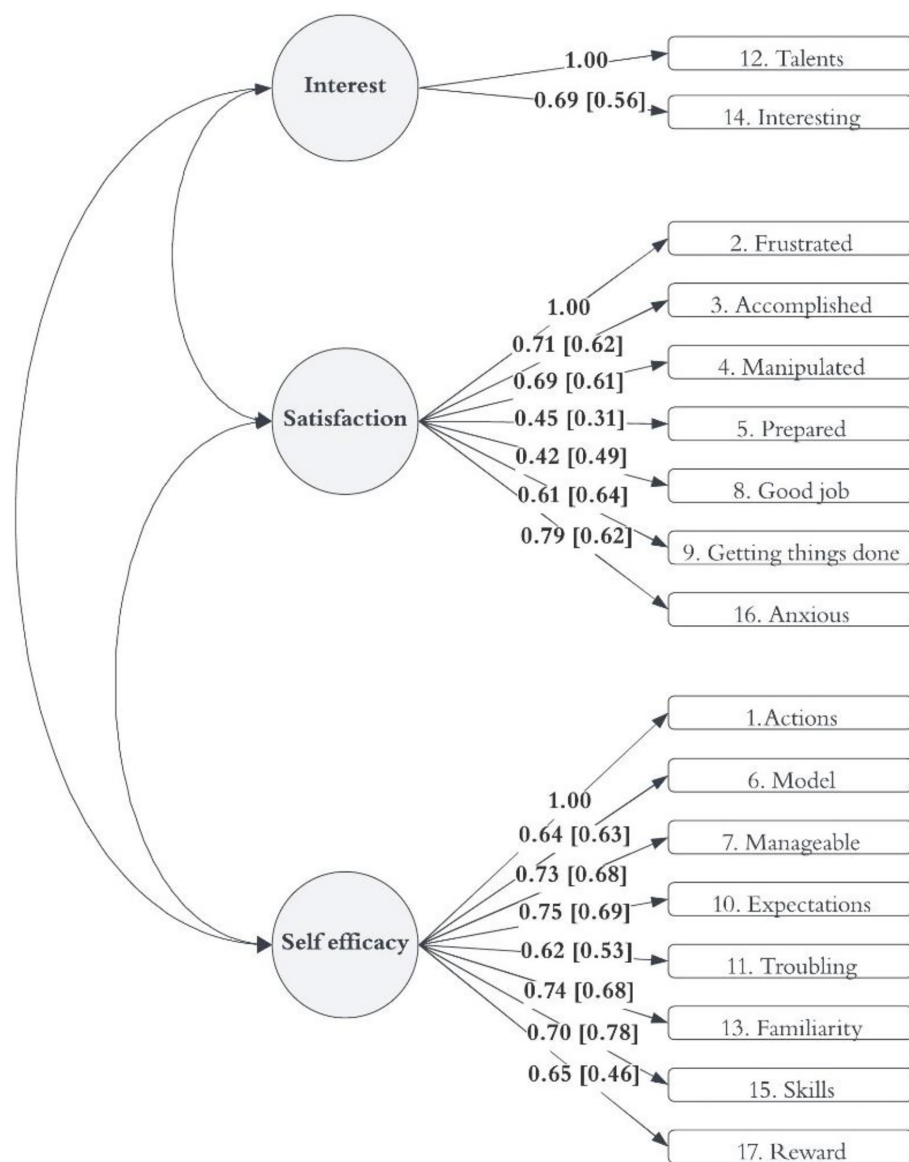 Interest
1.00
0.69 [0.56]
12. Talents
14. Interesting
Satisfaction
1.00
0.71 [0.62]
0.69 [0.61]
0.45 [0.31]
0.42 [0.49]
0.61 [0.64]
0.79 [0.62]
2. Frustrated
3. Accomplished
4. Manipulated
5. Prepared
8. Good job
9. Getting things done
16. Anxious
Self efficacy
1.00
0.64 [0.63]
0.73 [0.68]
0.75 [0.69]
0.62 [0.53]
0.74 [0.68]
0.70 [0.78]
0.65 [0.46]
1.Actions
6. Model
7. Manageable
10. Expectations
11. Troubling
13. Familiarity
15. Skills
17. Reward